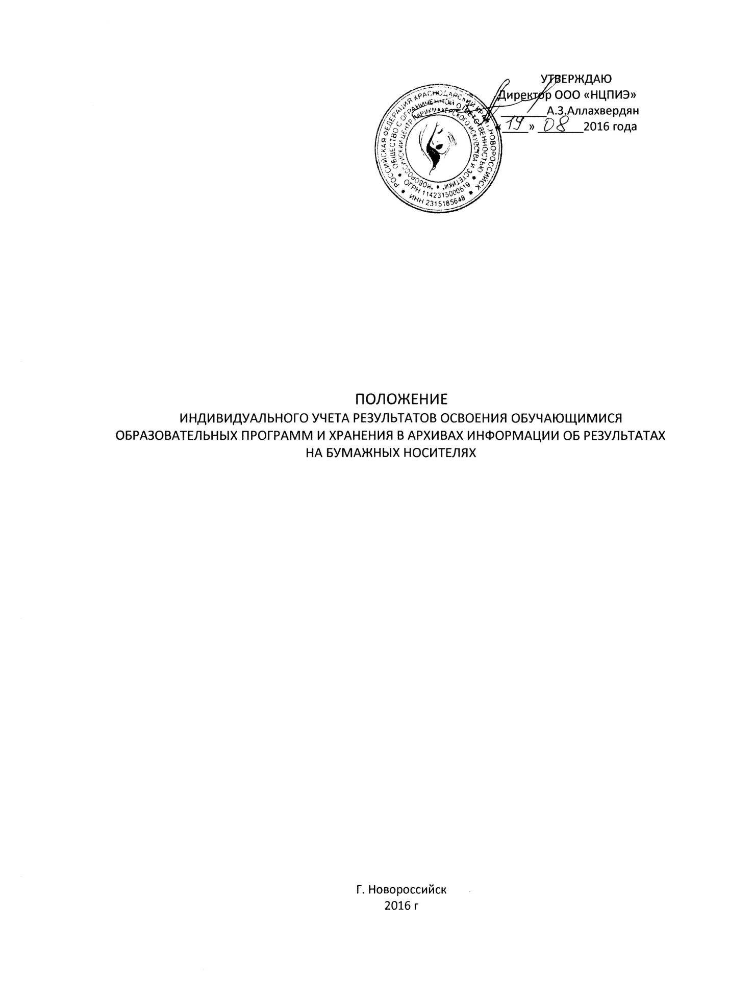 УТВЕРЖДАЮ
Директор ООО «НЦПИЭ»
________А.З.Аллахвердян
«19» 08 2016 года
РОССИЙСКАЯ ФЕДЕРАЦИЯ КРАСНОДАРСКИЙ КРАЙ Г.НОВОРОССИЙСК
ОБЩЕСТВО С ОГРАНИЧЕННОЙ ОТВЕТСТВЕННОСТЬЮ
"НОВОРОССИЙСКИЙ ЦЕНТР ПАРИКМАХЕРСКОГО ИСКУССТВА И ЭСТЕТИКИ"
ОГРН 1142315000519
ИНН 2315185648
ПОЛОЖЕНИЕ
ИНДИВИДУАЛЬНОГО УЧЕТА РЕЗУЛЬТАТОВ ОСВОЕНИЯ ОБУЧАЮЩИМИСЯ
ОБРАЗОВАТЕЛЬНЫХ ПРОГРАММ И ХРАНЕНИЯ В АРХИВАХ ИНФОРМАЦИИ ОБ РЕЗУЛЬТАТАХ
НА БУМАЖНЫХ НОСИТЕЛЯХ
Г. Новороссийск
2016 г